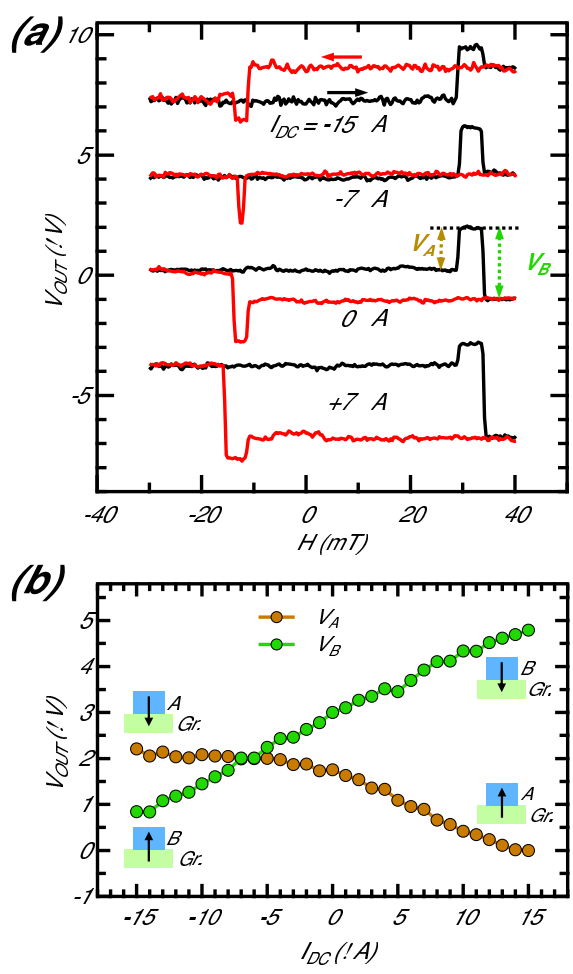 (a)
10
I_DC = -15 A
5
-7 A
V_OUT (! V)
V_A
V_B
0
0 A
-5
+7 A
-40 -20 0 20 40
H (mT)
(b)
V_A
V_B
5
4
3
2
1
0
-1
V_OUT (! V)
A
Gr.
B
Gr.
B
Gr.
A
Gr.
-15 -10 -5 0 5 10 15
I_DC (! A)